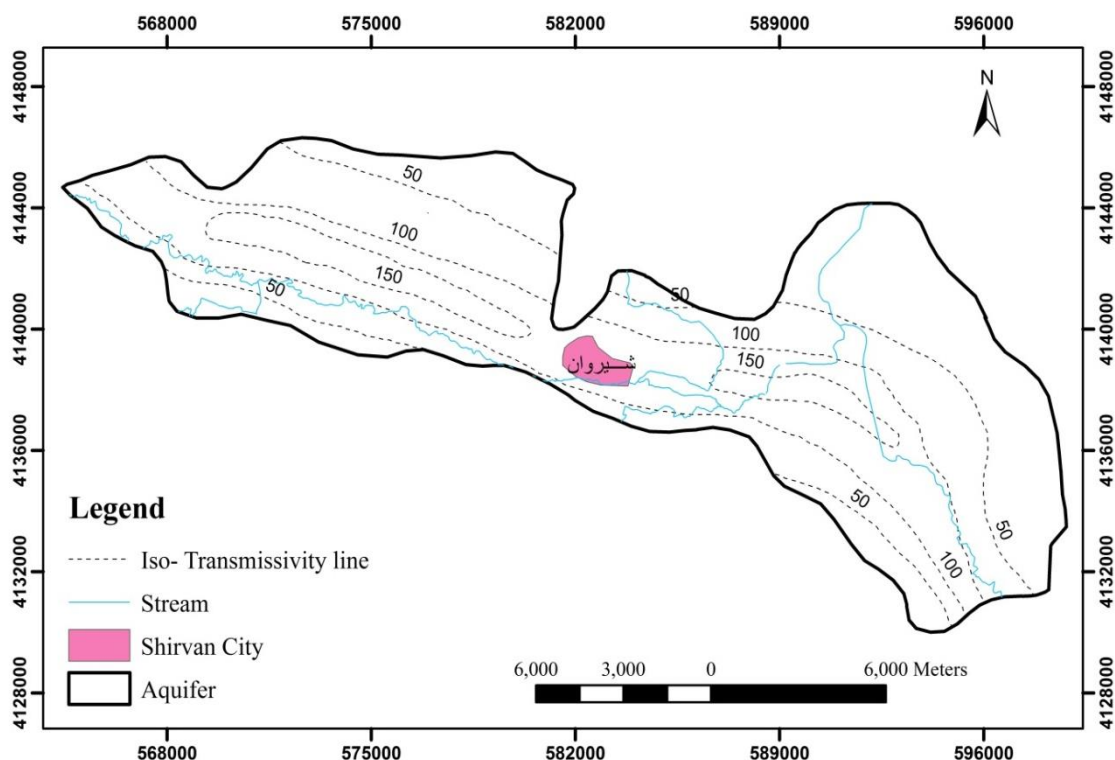 568000 575000 582000 589000 596000
N
4148000 4148000
4144000 4144000
4140000 4140000
4136000 4136000
4132000 4132000
4128000 4128000
50
100
150
50
50
100
150
50
100
50
شیروان
Legend
Iso- Transmissivity line
Stream
Shirvan City
Aquifer
6,000 3,000 0 6,000 Meters
568000 575000 582000 589000 596000